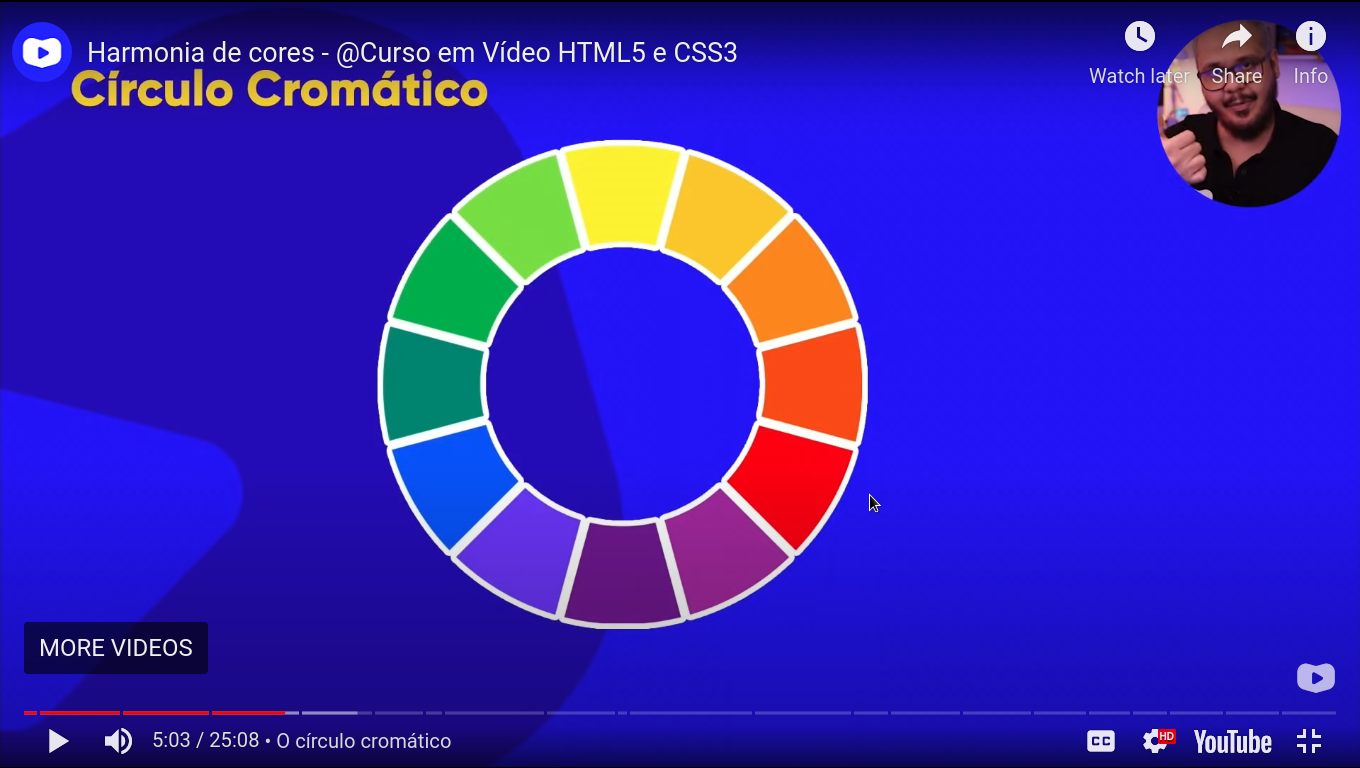 Harmonia de cores - @Curso em Vídeo HTML5 e CSS3
Watch later
Share
Info
Círculo Cromático
MORE VIDEOS
5:03 / 25:08 • O círculo cromático
CC
HD
YouTube